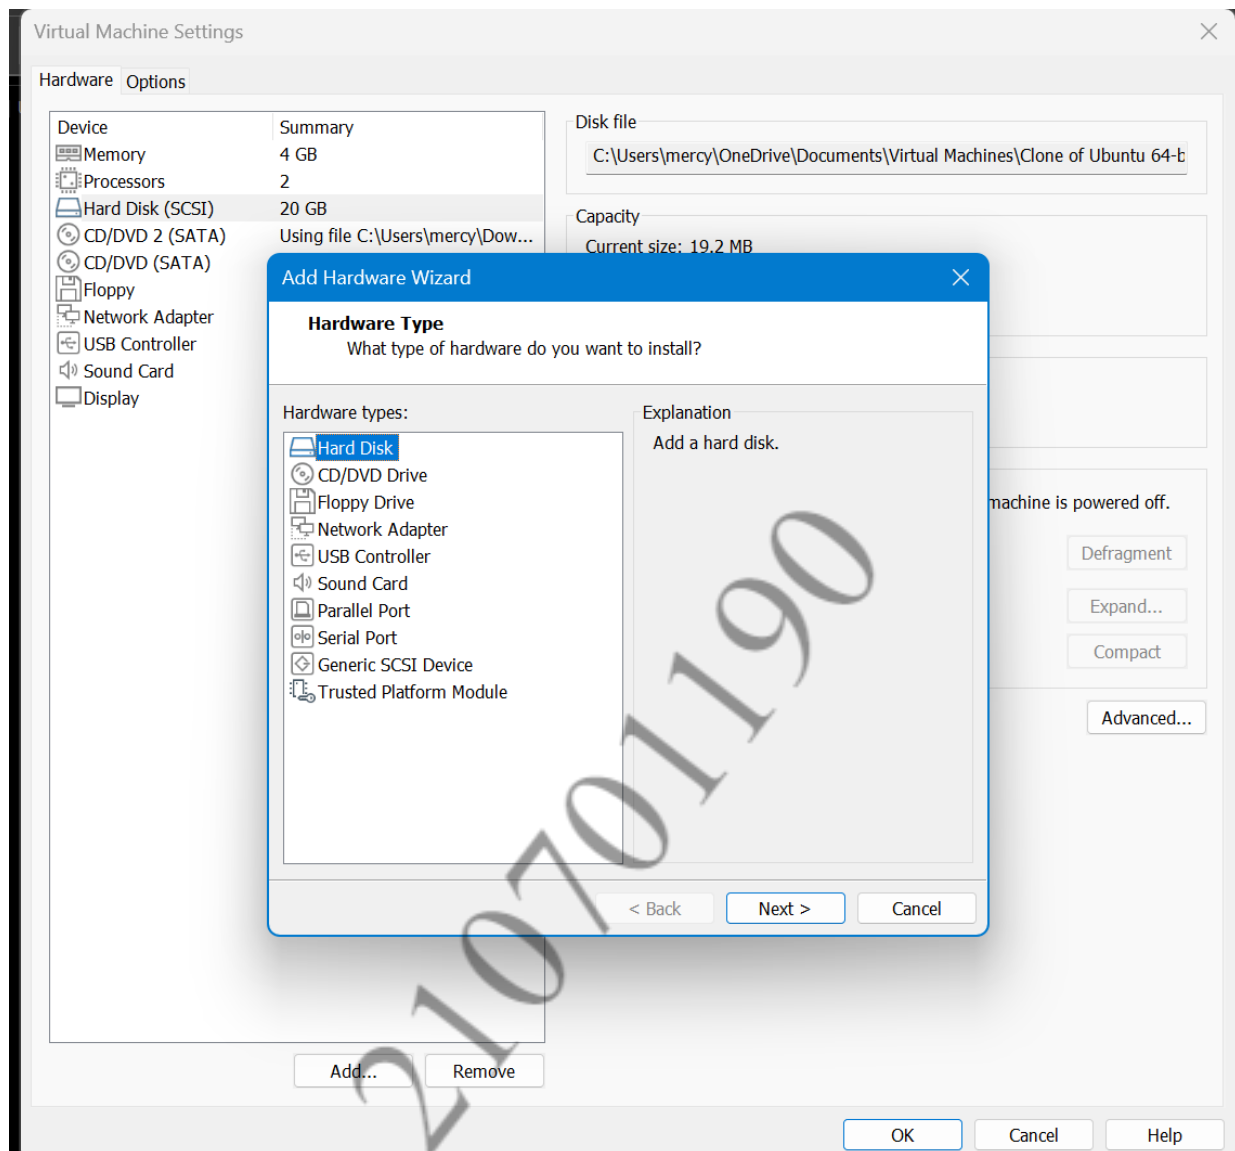 Virtual Machine Settings
Hardware Options
Device Summary
Memory 4 GB
Processors 2
Hard Disk (SCSI) 20 GB
CD/DVD 2 (SATA) Using file C:\Users\mercy\Dow...
CD/DVD (SATA)
Floppy
Network Adapter
USB Controller
Sound Card
Display
Disk file
C:\Users\mercy\OneDrive\Documents\Virtual Machines\Clone of Ubuntu 64-b
Capacity
Current size: 19.2 MB
Add Hardware Wizard
Hardware Type
What type of hardware do you want to install?
Hardware types:
Hard Disk
CD/DVD Drive
Floppy Drive
Network Adapter
USB Controller
Sound Card
Parallel Port
Serial Port
Generic SCSI Device
Trusted Platform Module
Explanation
Add a hard disk.
< Back Next > Cancel
machine is powered off.
Defragment
Expand...
Compact
Advanced...
Add... Remove
OK Cancel Help
210701190